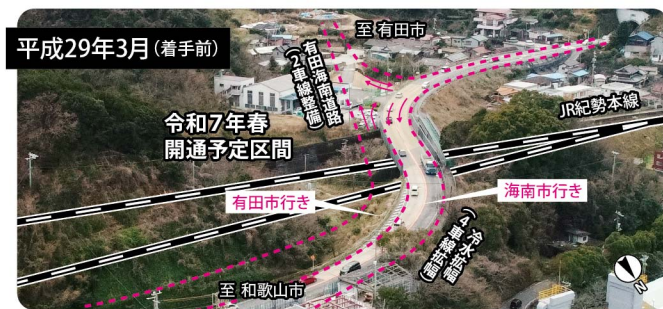 平成29年3月（着手前）
至 有田市
有田海南道路
（2車線整備）
令和7年春
開通予定区間
JR紀勢本線
有田市行き
海南市行き
冷水拡幅
（4車線拡幅）
至 和歌山市